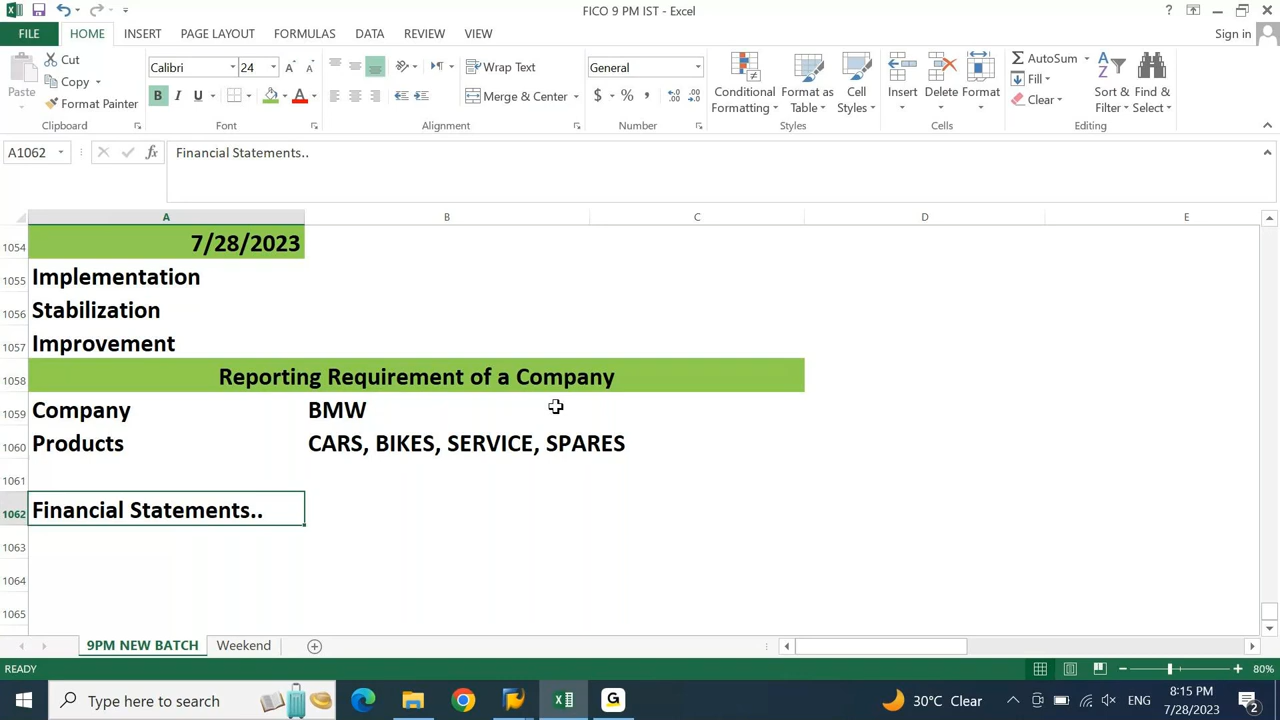 FICO 9 PM IST - Excel
FILE HOME INSERT PAGE LAYOUT FORMULAS DATA REVIEW VIEW Sign in
Paste Cut Copy Format Painter Clipboard
Calibri 24 B I U A Font
Wrap Text Merge & Center Alignment
General $ % Number
Conditional Formatting Format as Table Cell Styles Styles
Insert Delete Format Cells
AutoSum Fill Clear Sort & Filter Find & Select Editing
A1062 fx Financial Statements..
A B C D E
1054 7/28/2023
1055 Implementation
1056 Stabilization
1057 Improvement
1058 Reporting Requirement of a Company
1059 Company BMW
1060 Products CARS, BIKES, SERVICE, SPARES
1061
1062 Financial Statements..
1063
1064
1065
9PM NEW BATCH Weekend
READY 80%
Type here to search 30°C Clear ENG 8:15 PM
7/28/2023 2